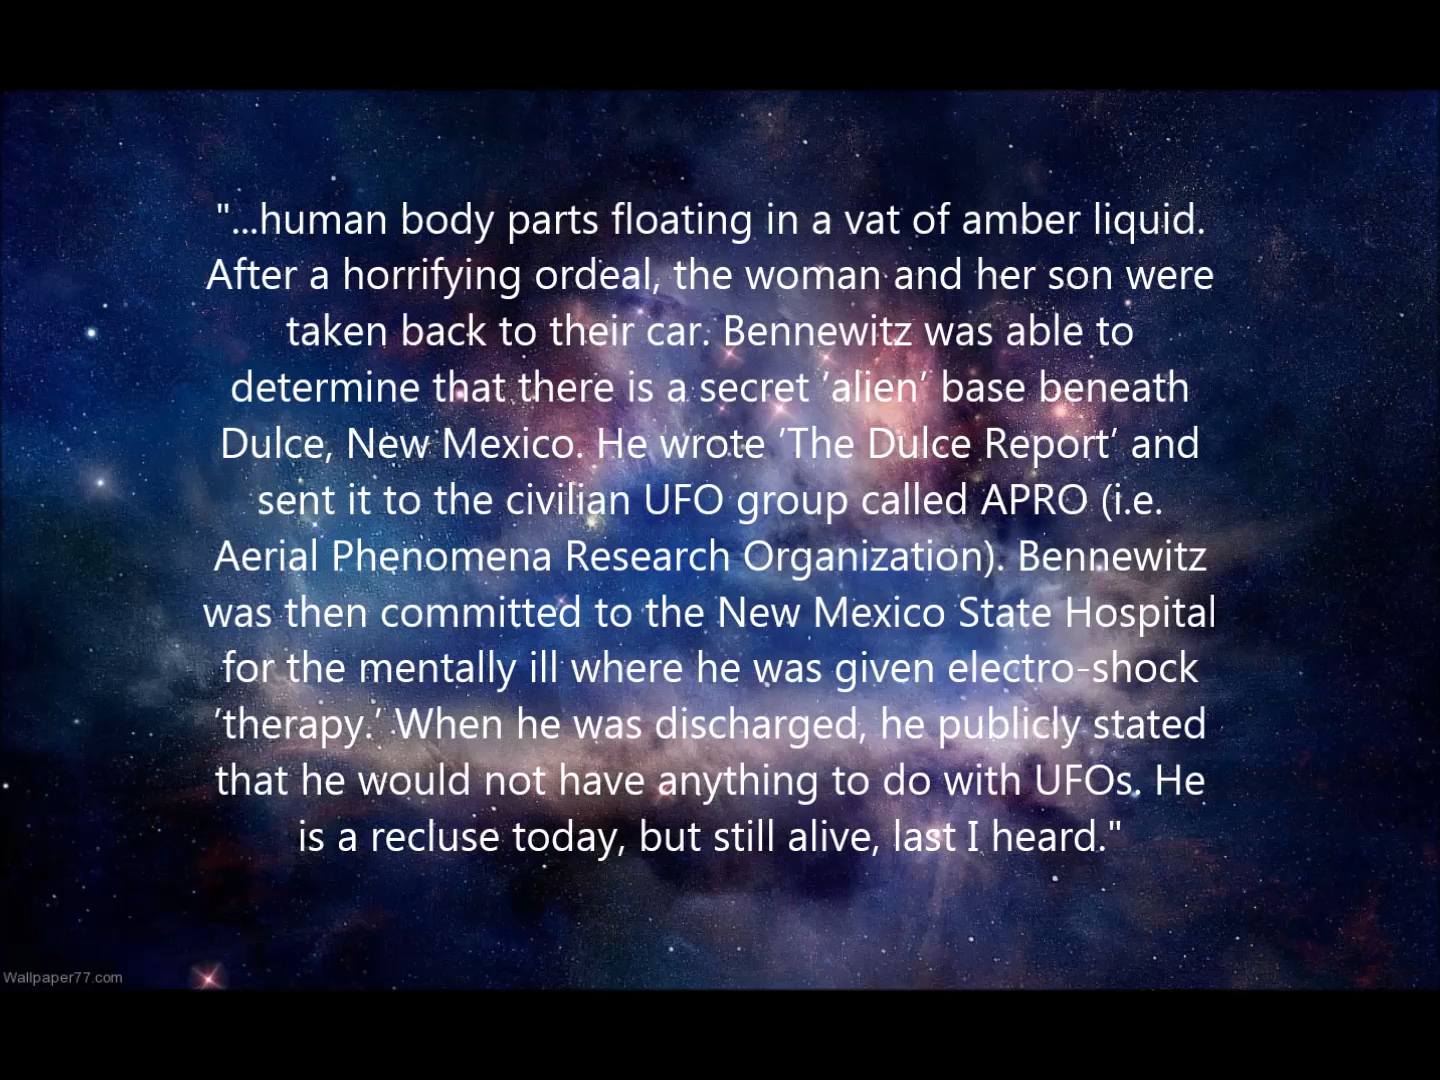 "...human body parts floating in a vat of amber liquid.
After a horrifying ordeal, the woman and her son were
taken back to their car. Bennewitz was able to
determine that there is a secret 'alien' base beneath
Dulce, New Mexico. He wrote 'The Dulce Report' and
sent it to the civilian UFO group called APRO (i.e.
Aerial Phenomena Research Organization). Bennewitz
was then committed to the New Mexico State Hospital
for the mentally ill where he was given electro-shock
'therapy.' When he was discharged, he publicly stated
that he would not have anything to do with UFOs. He
is a recluse today, but still alive, last I heard."
Wallpaper77.com